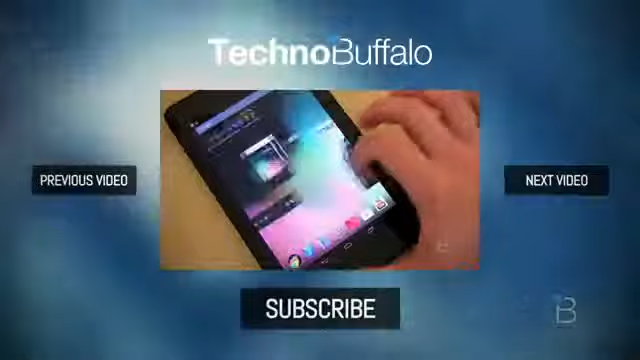 TechnoBuffalo
PREVIOUS VIDEO
NEXT VIDEO
SUBSCRIBE
B